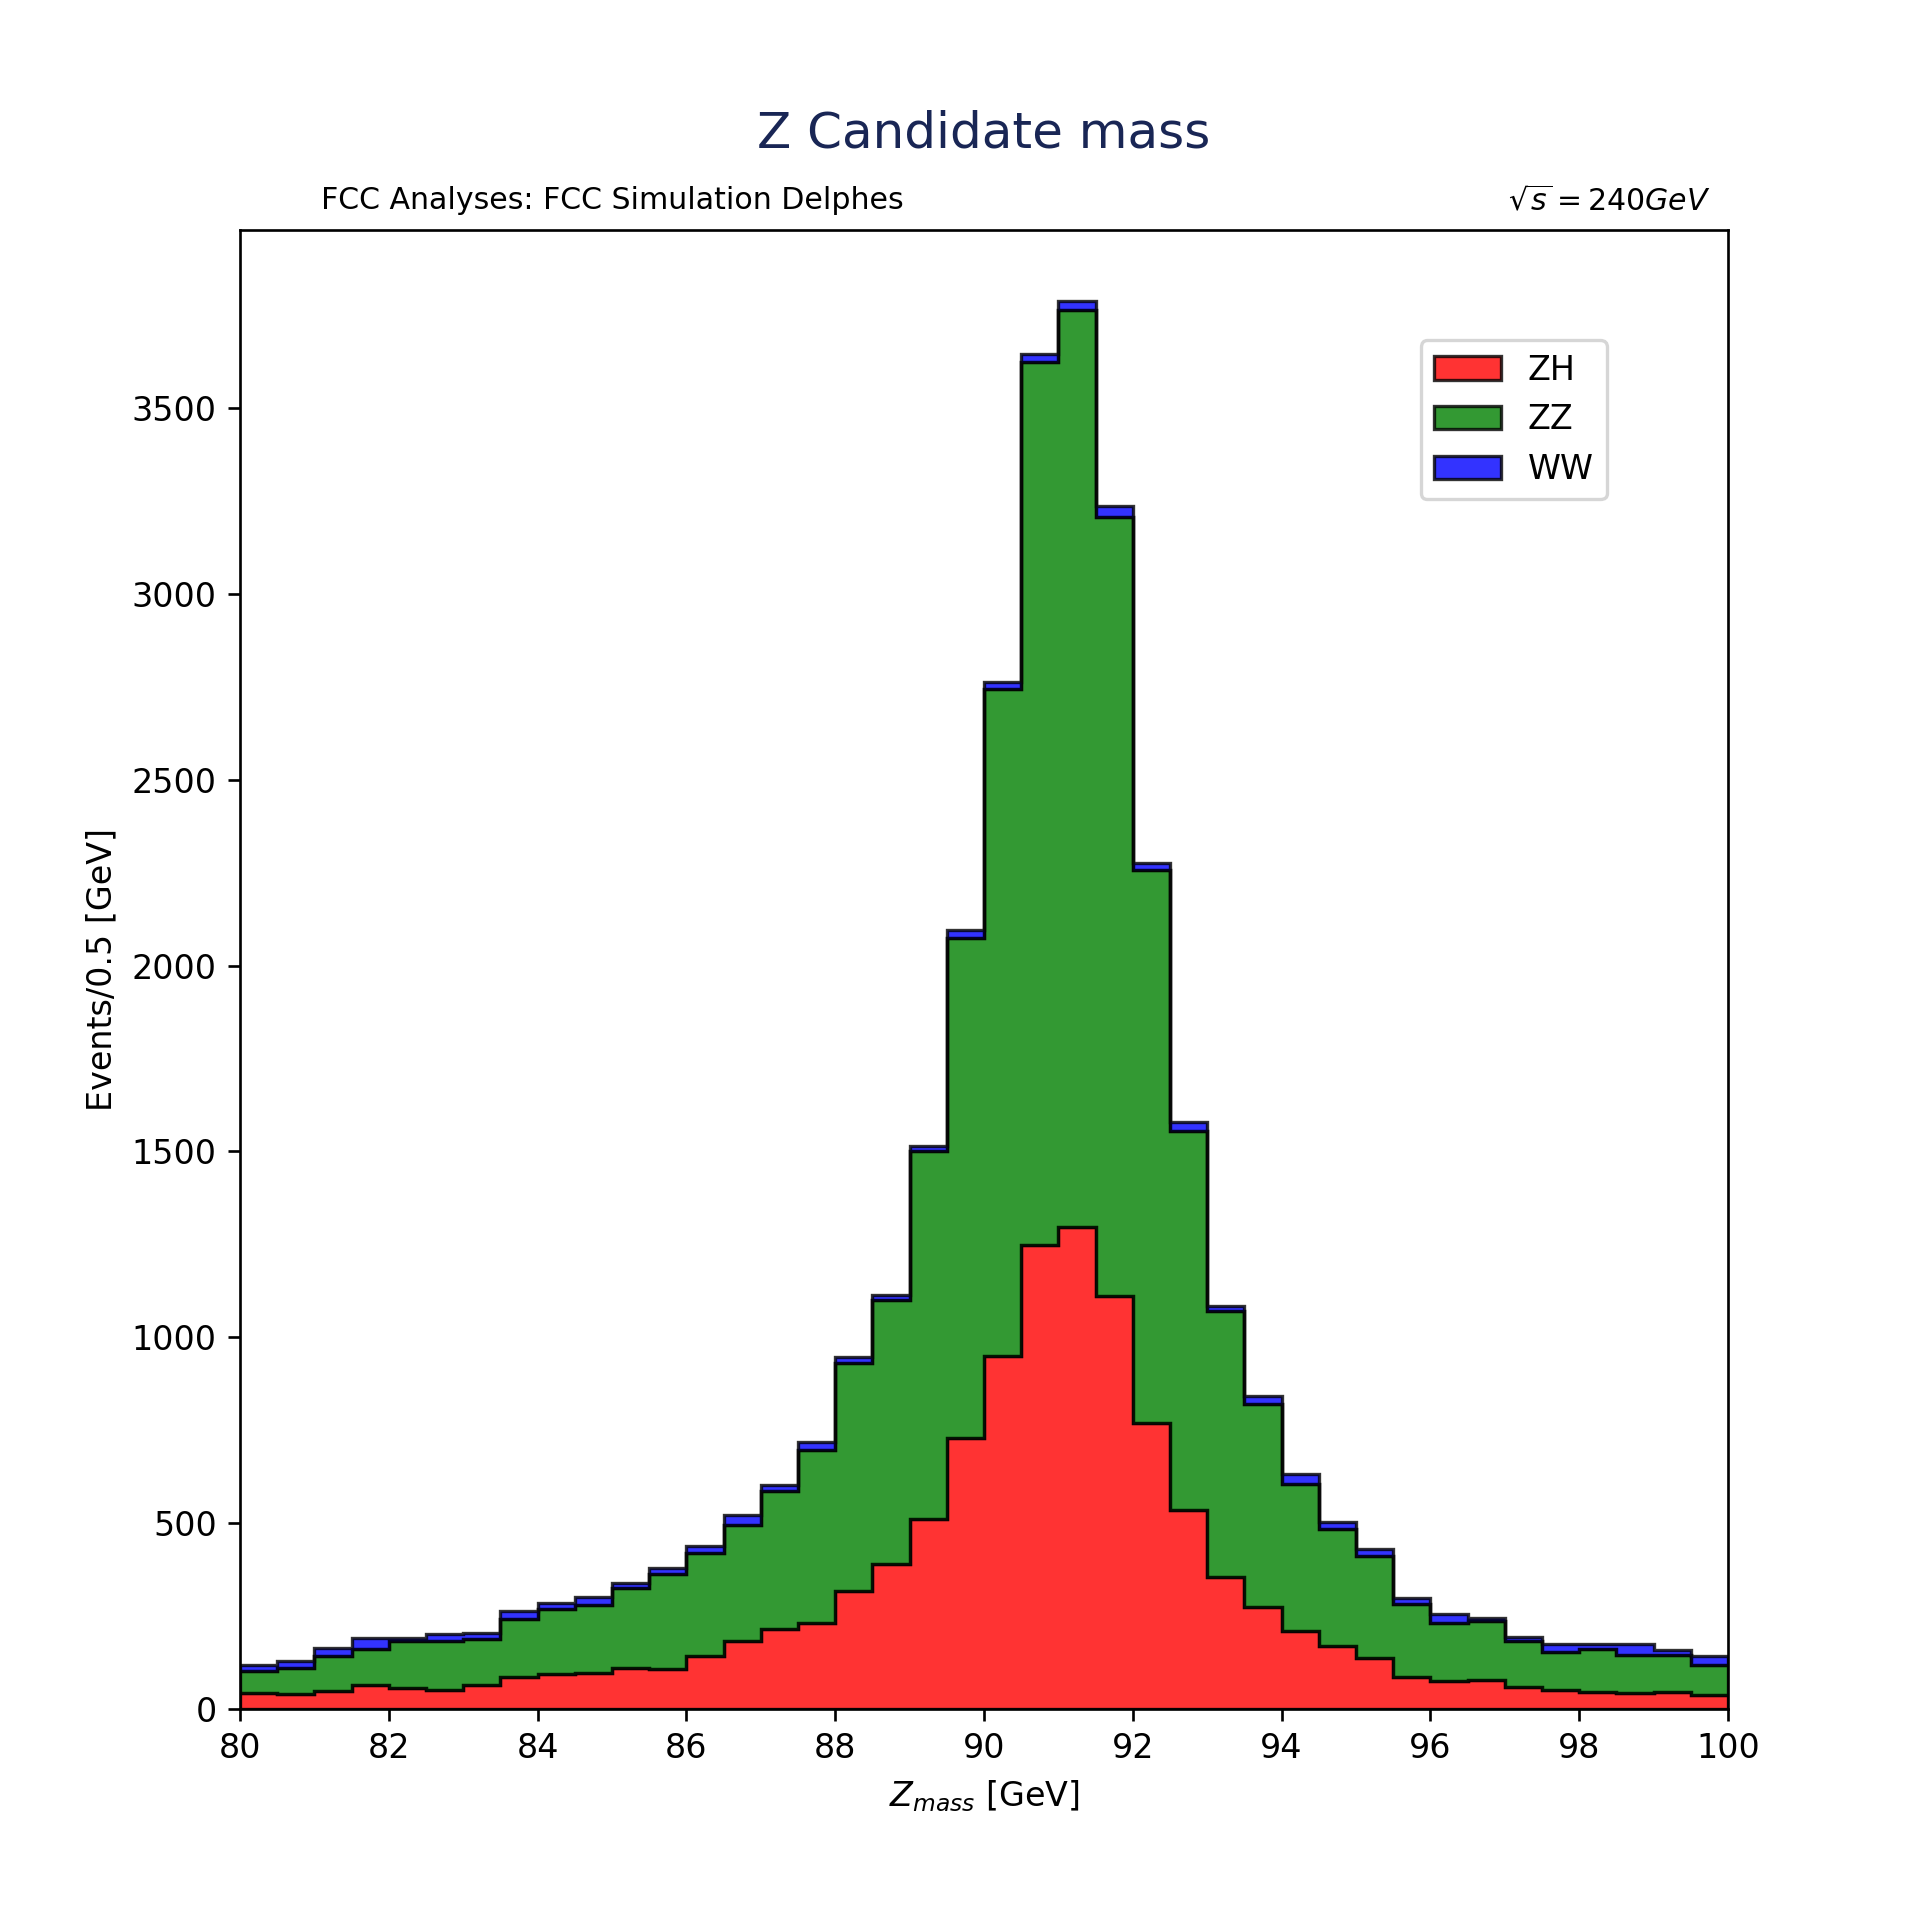 Z Candidate mass
FCC Analyses: FCC Simulation Delphes
√s = 240GeV
ZH
ZZ
WW
Events/0.5 [GeV]
3500
3000
2500
2000
1500
1000
500
0
80 82 84 86 88 90 92 94 96 98 100
Zmass [GeV]